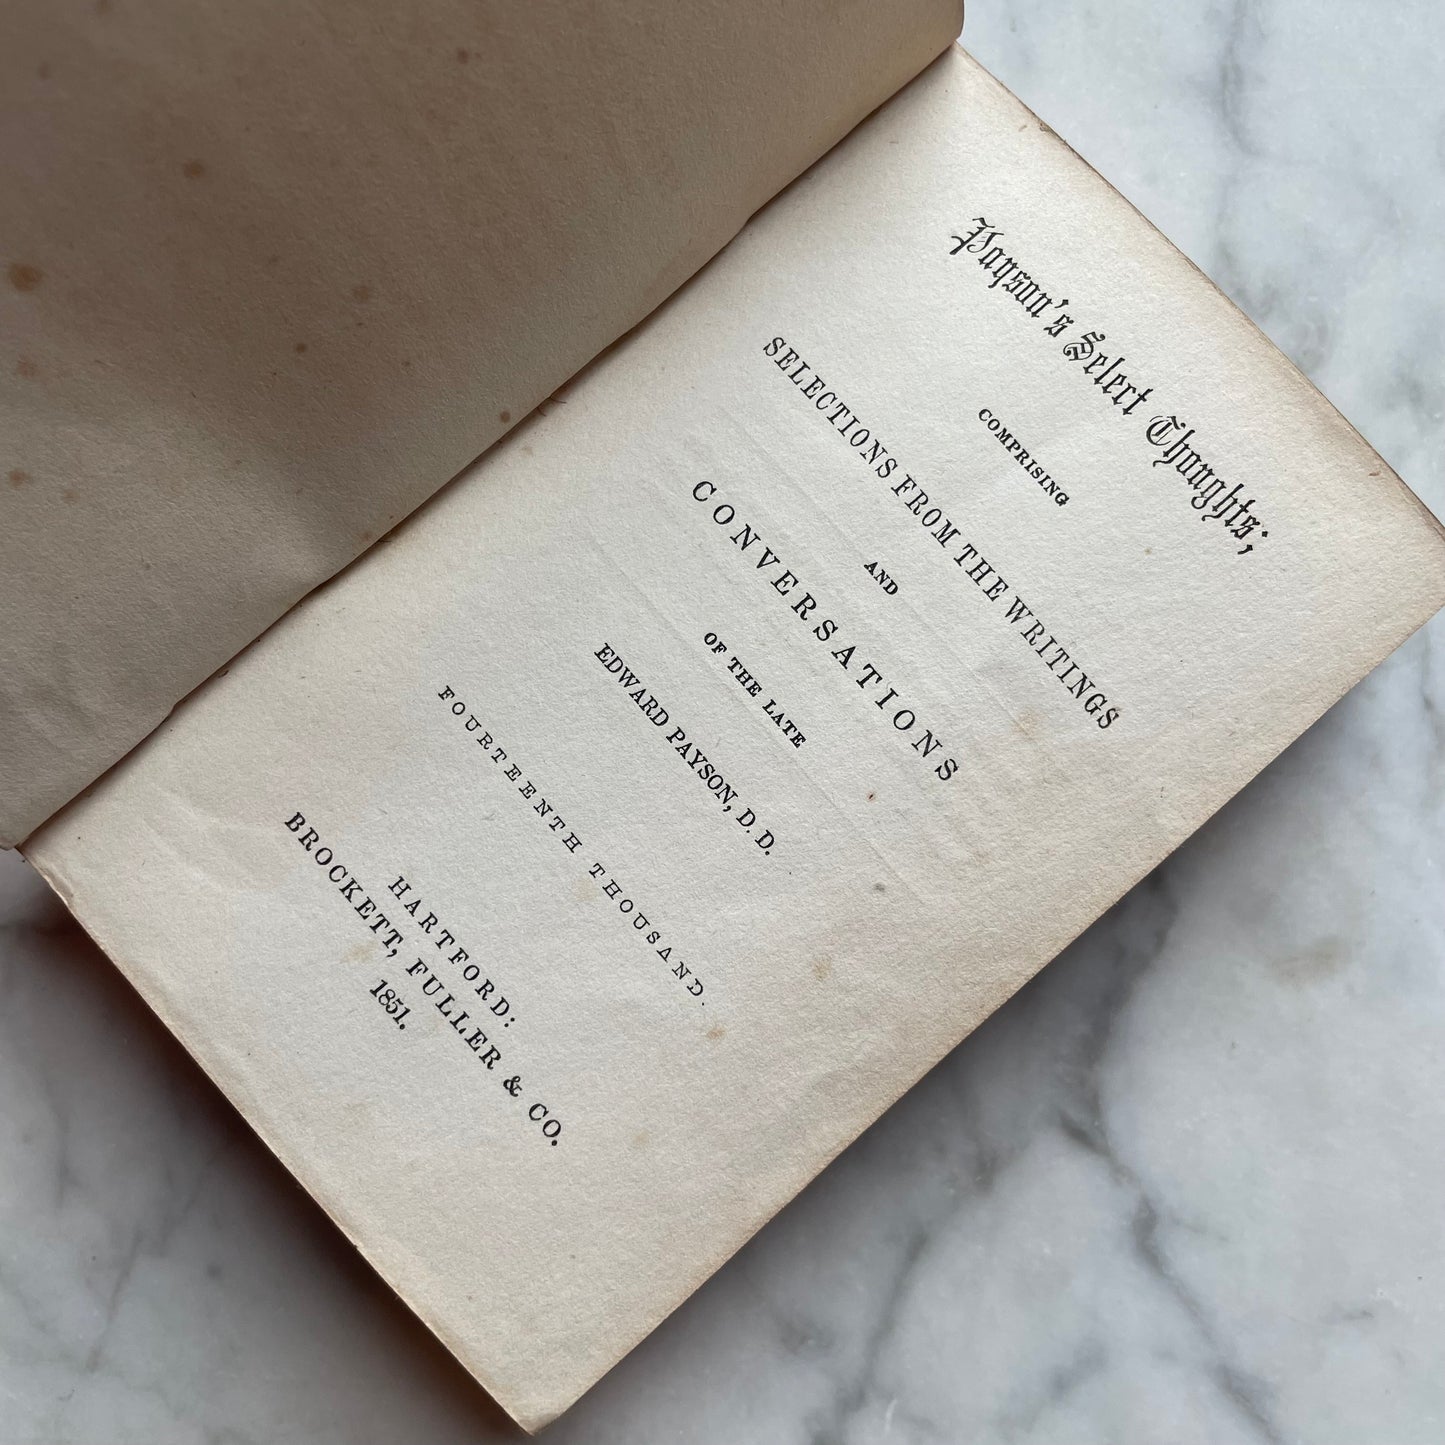 Payson's Select Thoughts;
COMPRISING
SELECTIONS FROM THE WRITINGS
AND
CONVERSATIONS
OF THE LATE
EDWARD PAYSON, D. D.
FOURTEENTH THOUSAND.
HARTFORD:
BROCKETT, FULLER & CO.
1851.